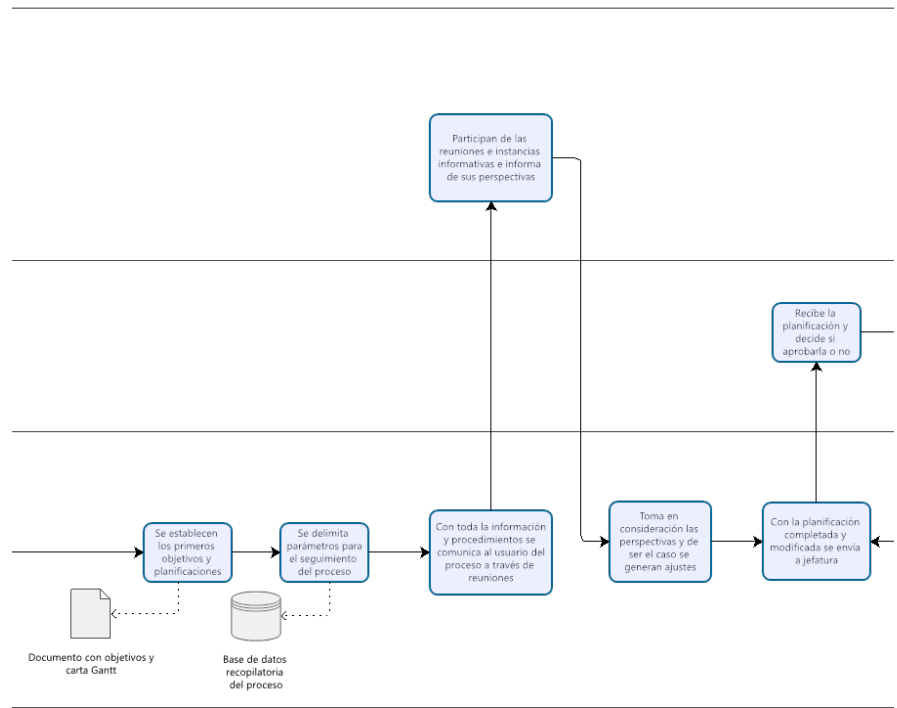 Participan de las
reuniones e instancias
informativas e informa
de sus perspectivas
Recibe la
planificación y
decide si
aprobarla o no
Se establecen
los primeros
objetivos y
planificaciones
Se delimita
parámetros para
el seguimiento
del proceso
Con toda la información
y procedimientos se
comunica al usuario del
proceso a través de
reuniones
Toma en
consideración las
perspectivas y de
ser el caso se
generan ajustes
Con la planificación
completada y
modificada se envía
a jefatura
Documento con objetivos y
carta Gantt
Base de datos
recopilatoria
del proceso